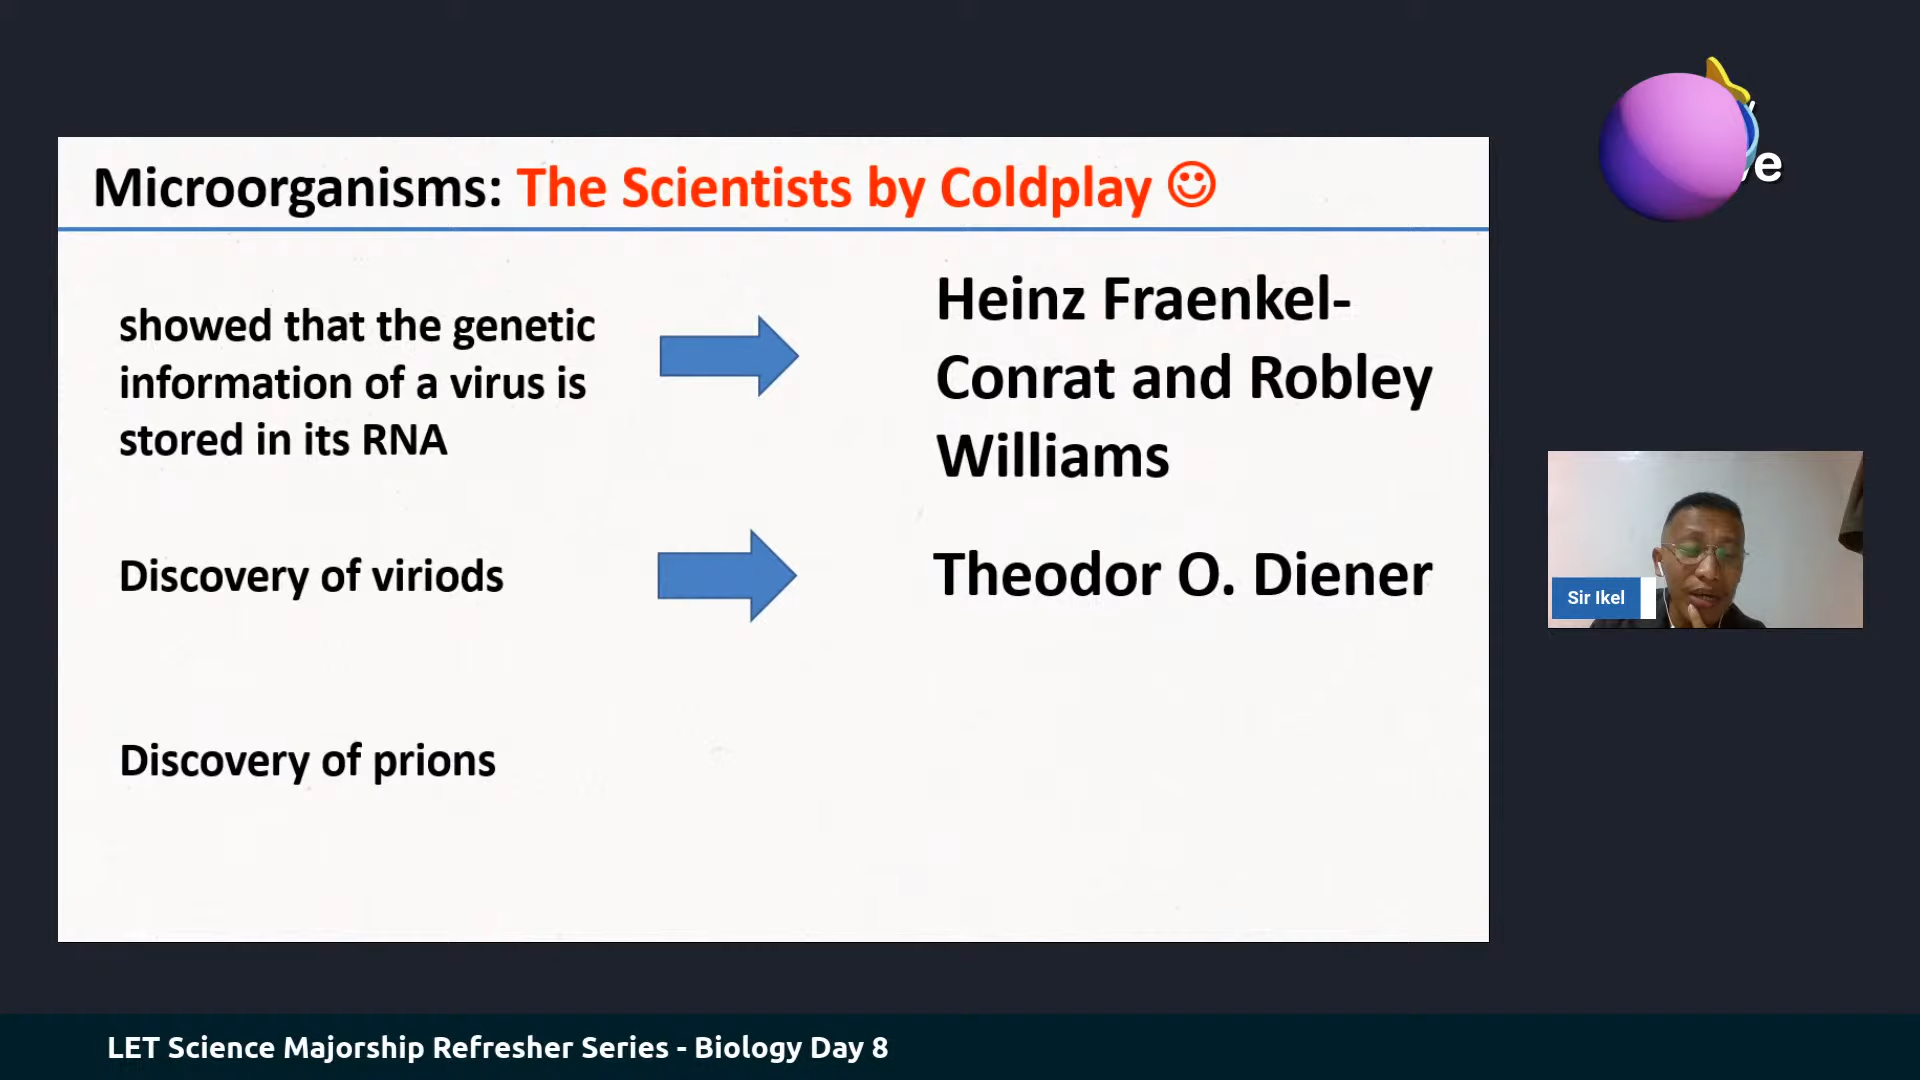 Microorganisms: The Scientists by Coldplay ☺
showed that the genetic
information of a virus is
stored in its RNA
Heinz Fraenkel-
Conrat and Robley
Williams
Discovery of viriods
Theodor O. Diener
Discovery of prions
Sir Ikel
LET Science Majorship Refresher Series - Biology Day 8